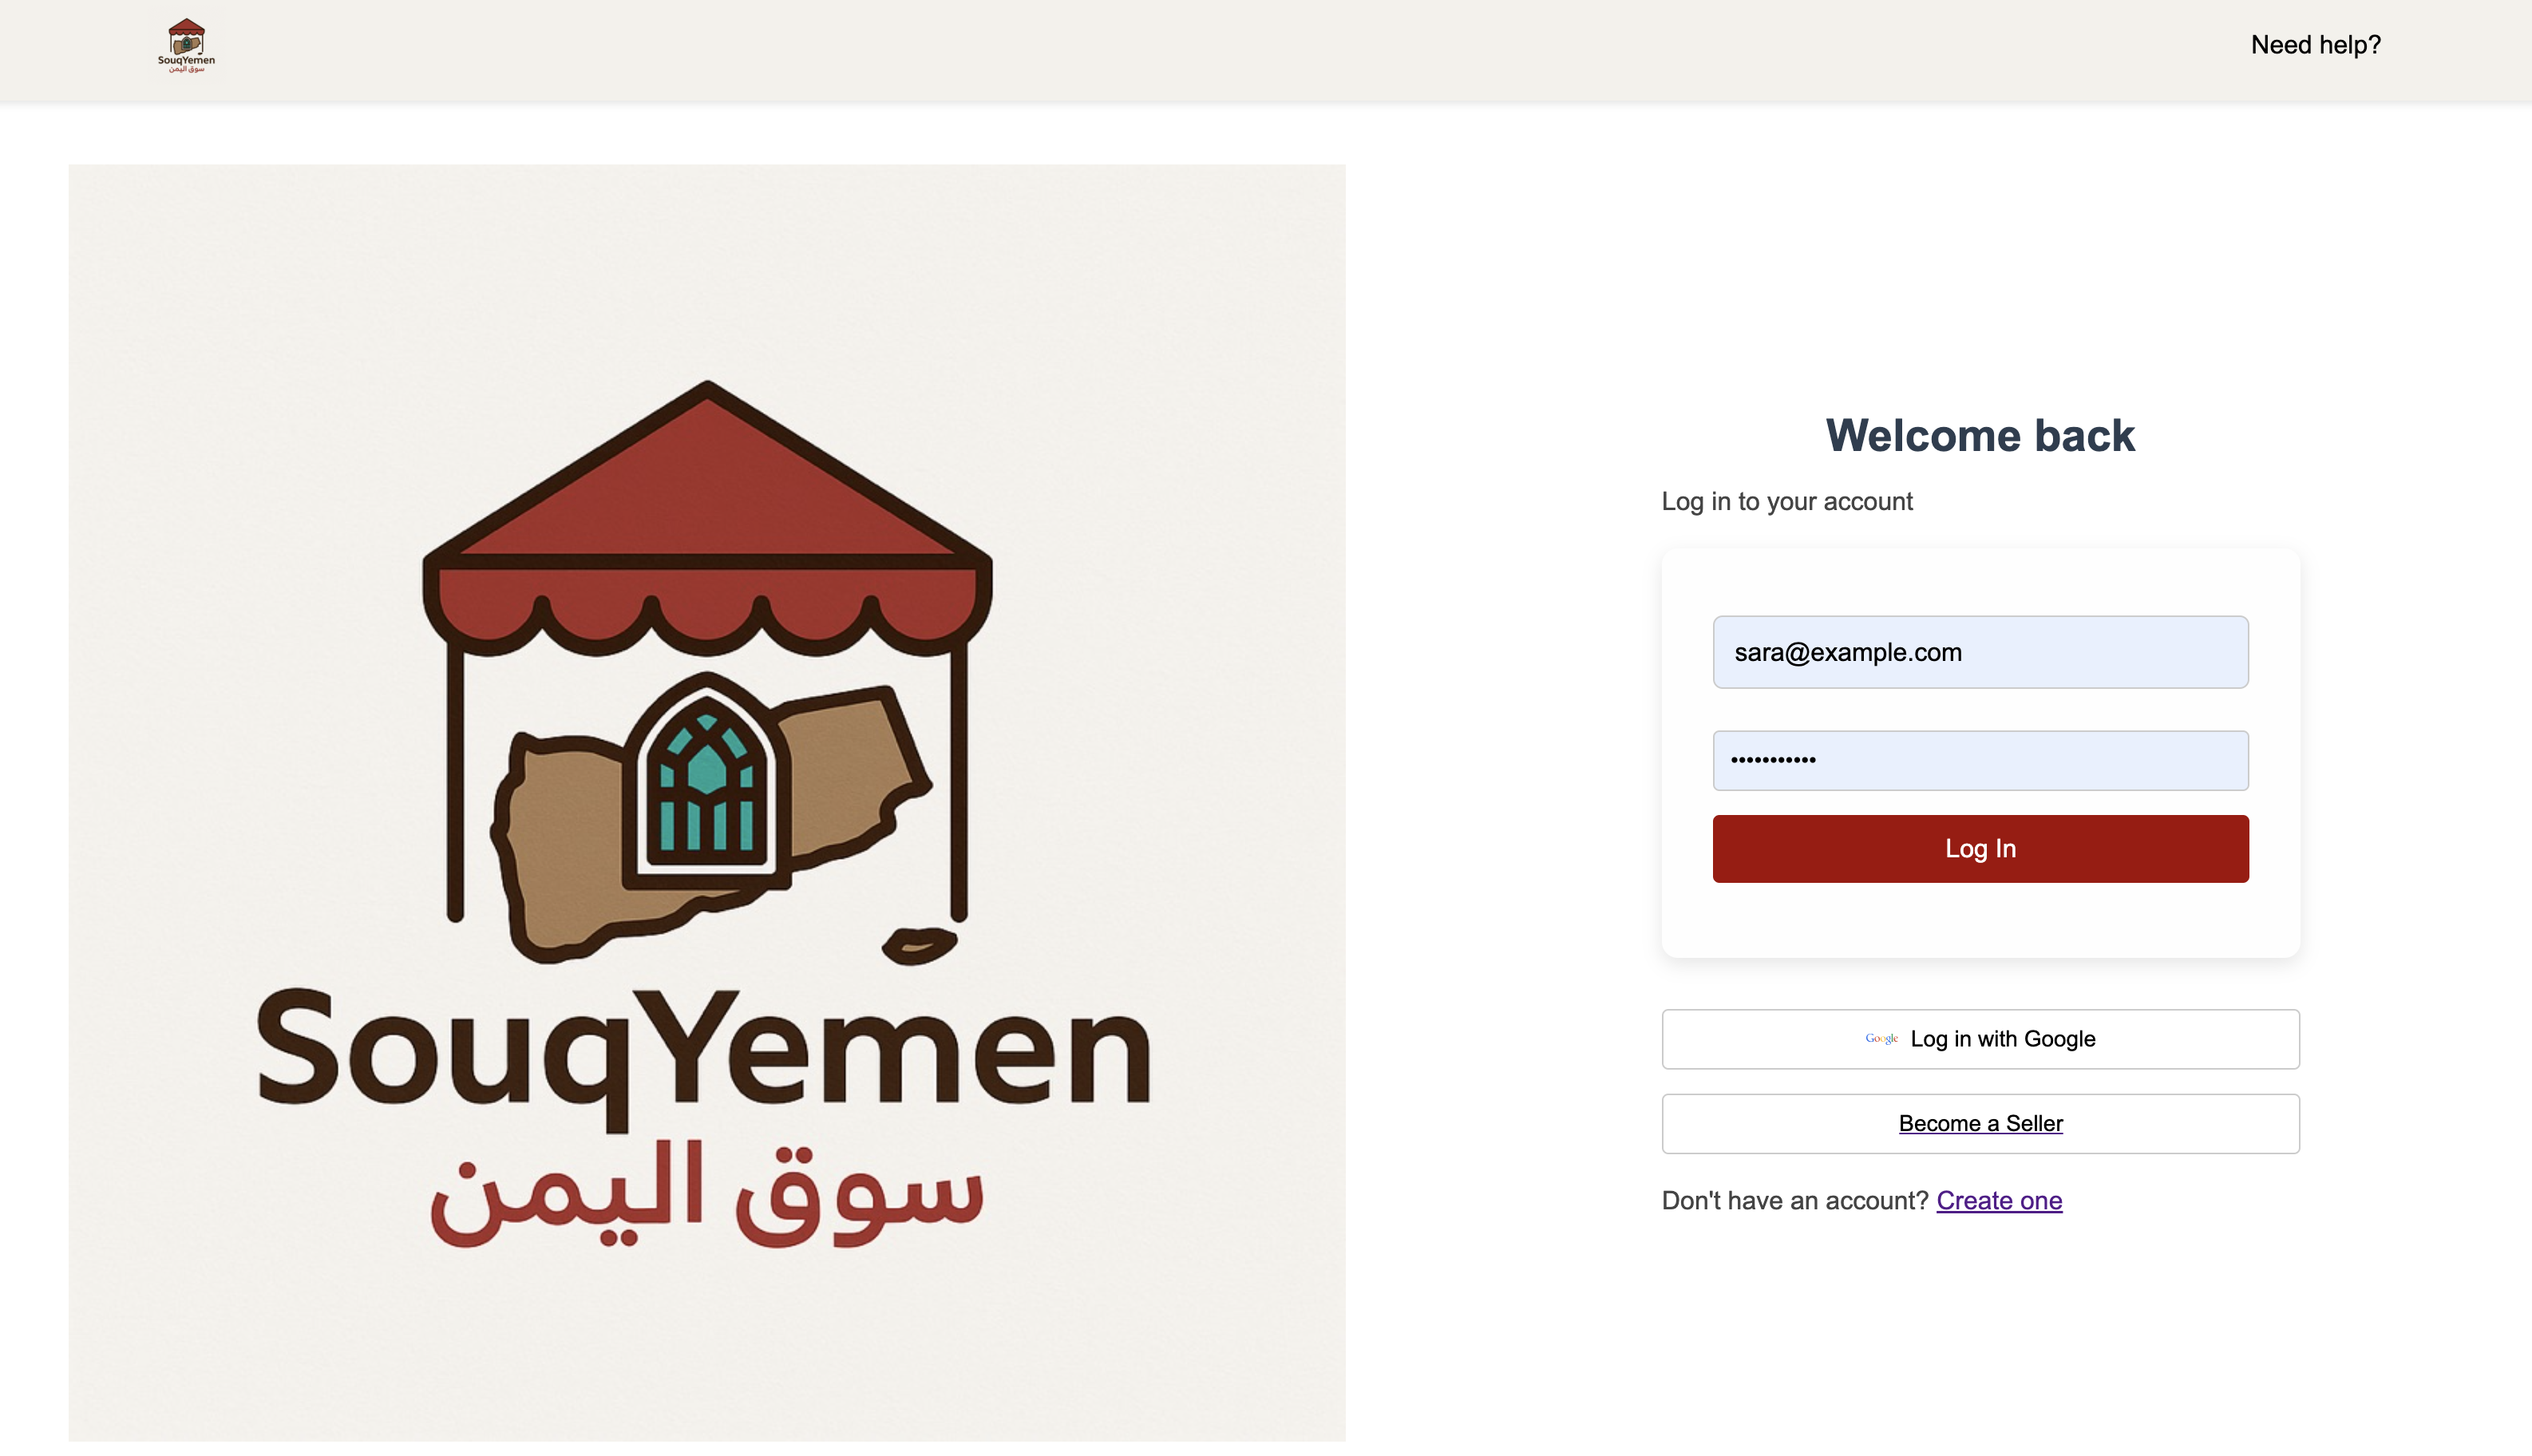 SouqYemen
سوق اليمن
Need help?
SouqYemen
سوق اليمن
Welcome back
Log in to your account
sara@example.com
•••••••••••
Log In
Google Log in with Google
Become a Seller
Don't have an account? Create one